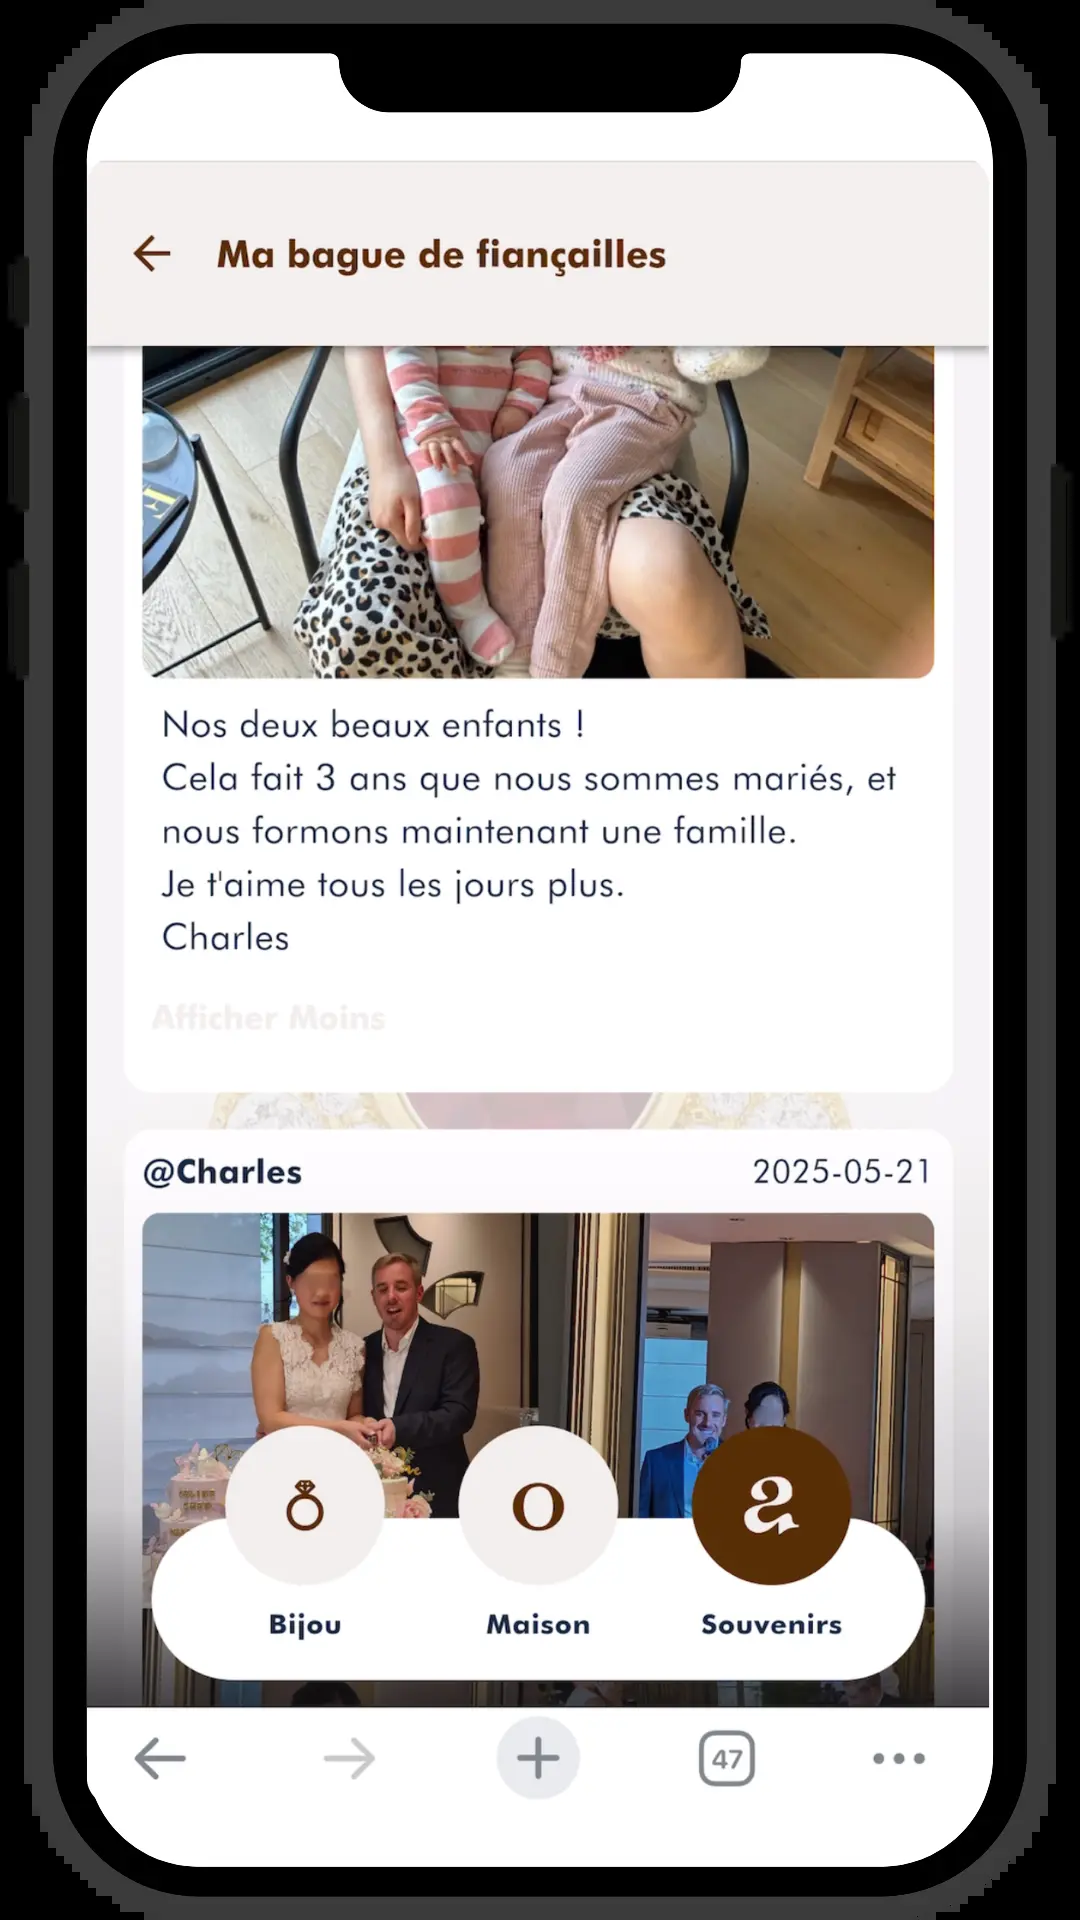 Ma bague de fiançailles
Nos deux beaux enfants !
Cela fait 3 ans que nous sommes mariés, et
nous formons maintenant une famille.
Je t'aime tous les jours plus.
Charles
Afficher Moins
@Charles
2025-05-21
Bijou
Maison
Souvenirs
47